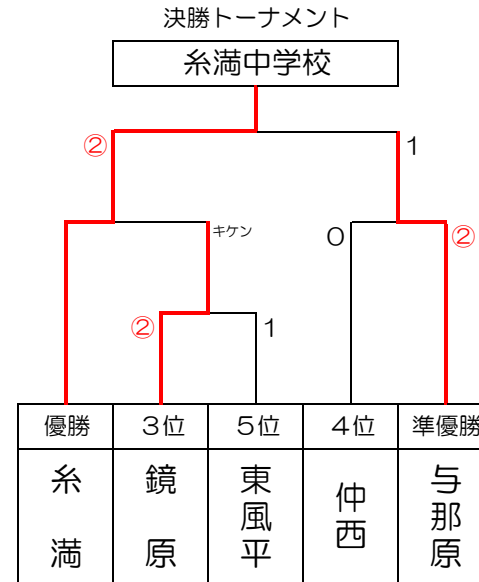 決勝トーナメント
糸満中学校
② 1
キケン 0 ②
② 1
優勝 3位 5位 4位 準優勝
糸満 鏡原 東風平 仲西 与那原